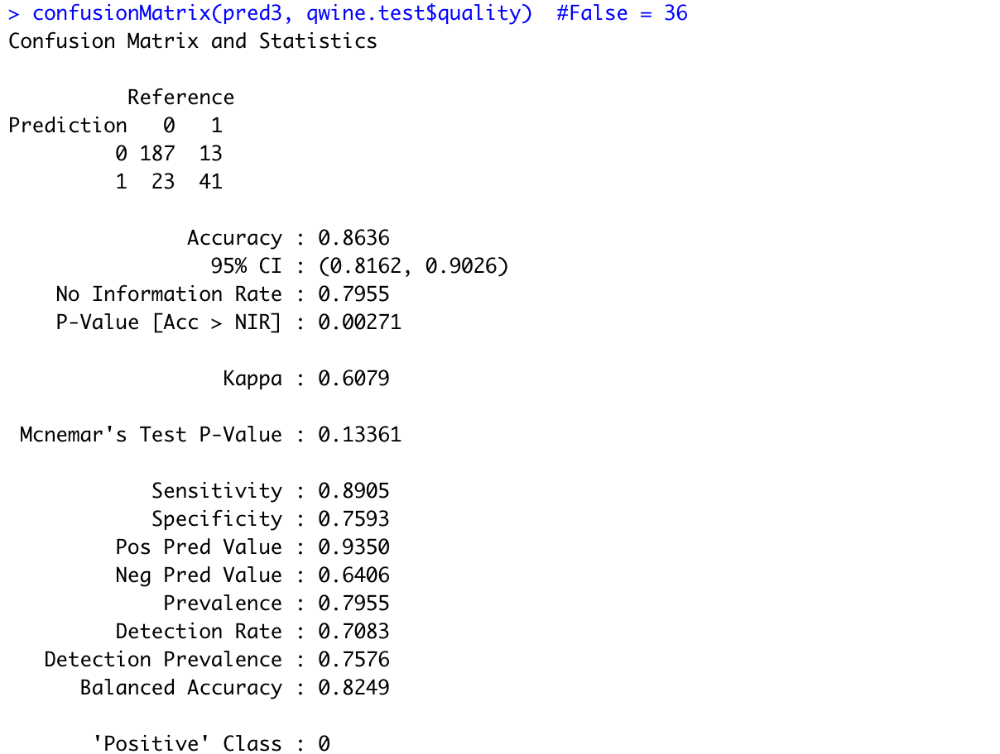 > confusionMatrix(pred3, qwine.test$quality)  #False = 36
Confusion Matrix and Statistics

          Reference
Prediction   0   1
         0 187  13
         1  23  41

               Accuracy : 0.8636
                 95% CI : (0.8162, 0.9026)
    No Information Rate : 0.7955
    P-Value [Acc > NIR] : 0.00271

                  Kappa : 0.6079

 Mcnemar's Test P-Value : 0.13361

            Sensitivity : 0.8905
            Specificity : 0.7593
         Pos Pred Value : 0.9350
         Neg Pred Value : 0.6406
             Prevalence : 0.7955
         Detection Rate : 0.7083
   Detection Prevalence : 0.7576
      Balanced Accuracy : 0.8249

       'Positive' Class : 0